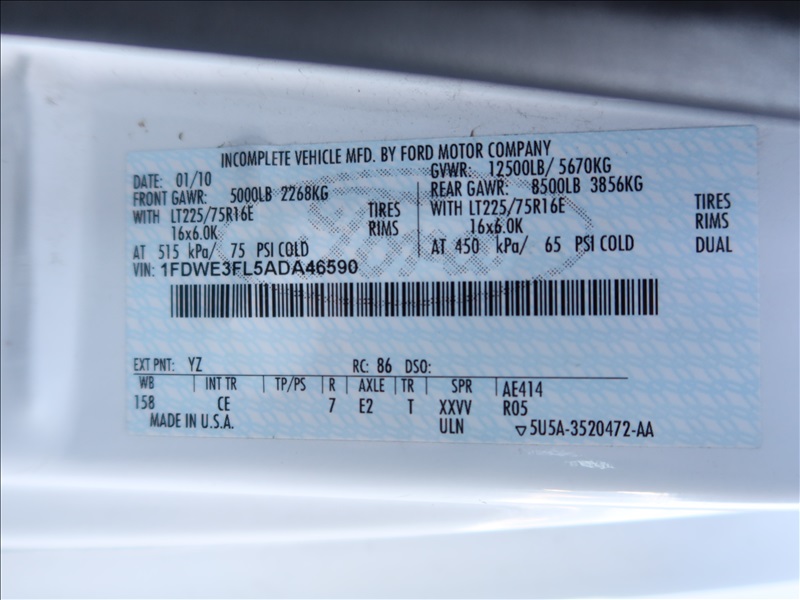 INCOMPLETE VEHICLE MFD. BY FORD MOTOR COMPANY
DATE: 01/10 GVWR: 12500LB/ 5670KG
FRONT GAWR: 5000LB 2268KG REAR GAWR: 8500LB 3856KG
WITH LT225/75R16E TIRES WITH LT225/75R16E TIRES
16x6.0K RIMS 16x6.0K RIMS
AT 515 kPa/ 75 PSI COLD AT 450 kPa/ 65 PSI COLD DUAL
VIN: 1FDWE3FL5ADA46590
Ford
EXT PNT: YZ RC: 86 DSO:
WB INT TR TP/PS R AXLE TR SPR AE414
158 CE 7 E2 T XXVV R05
MADE IN U.S.A. ULN ▽5U5A-3520472-AA